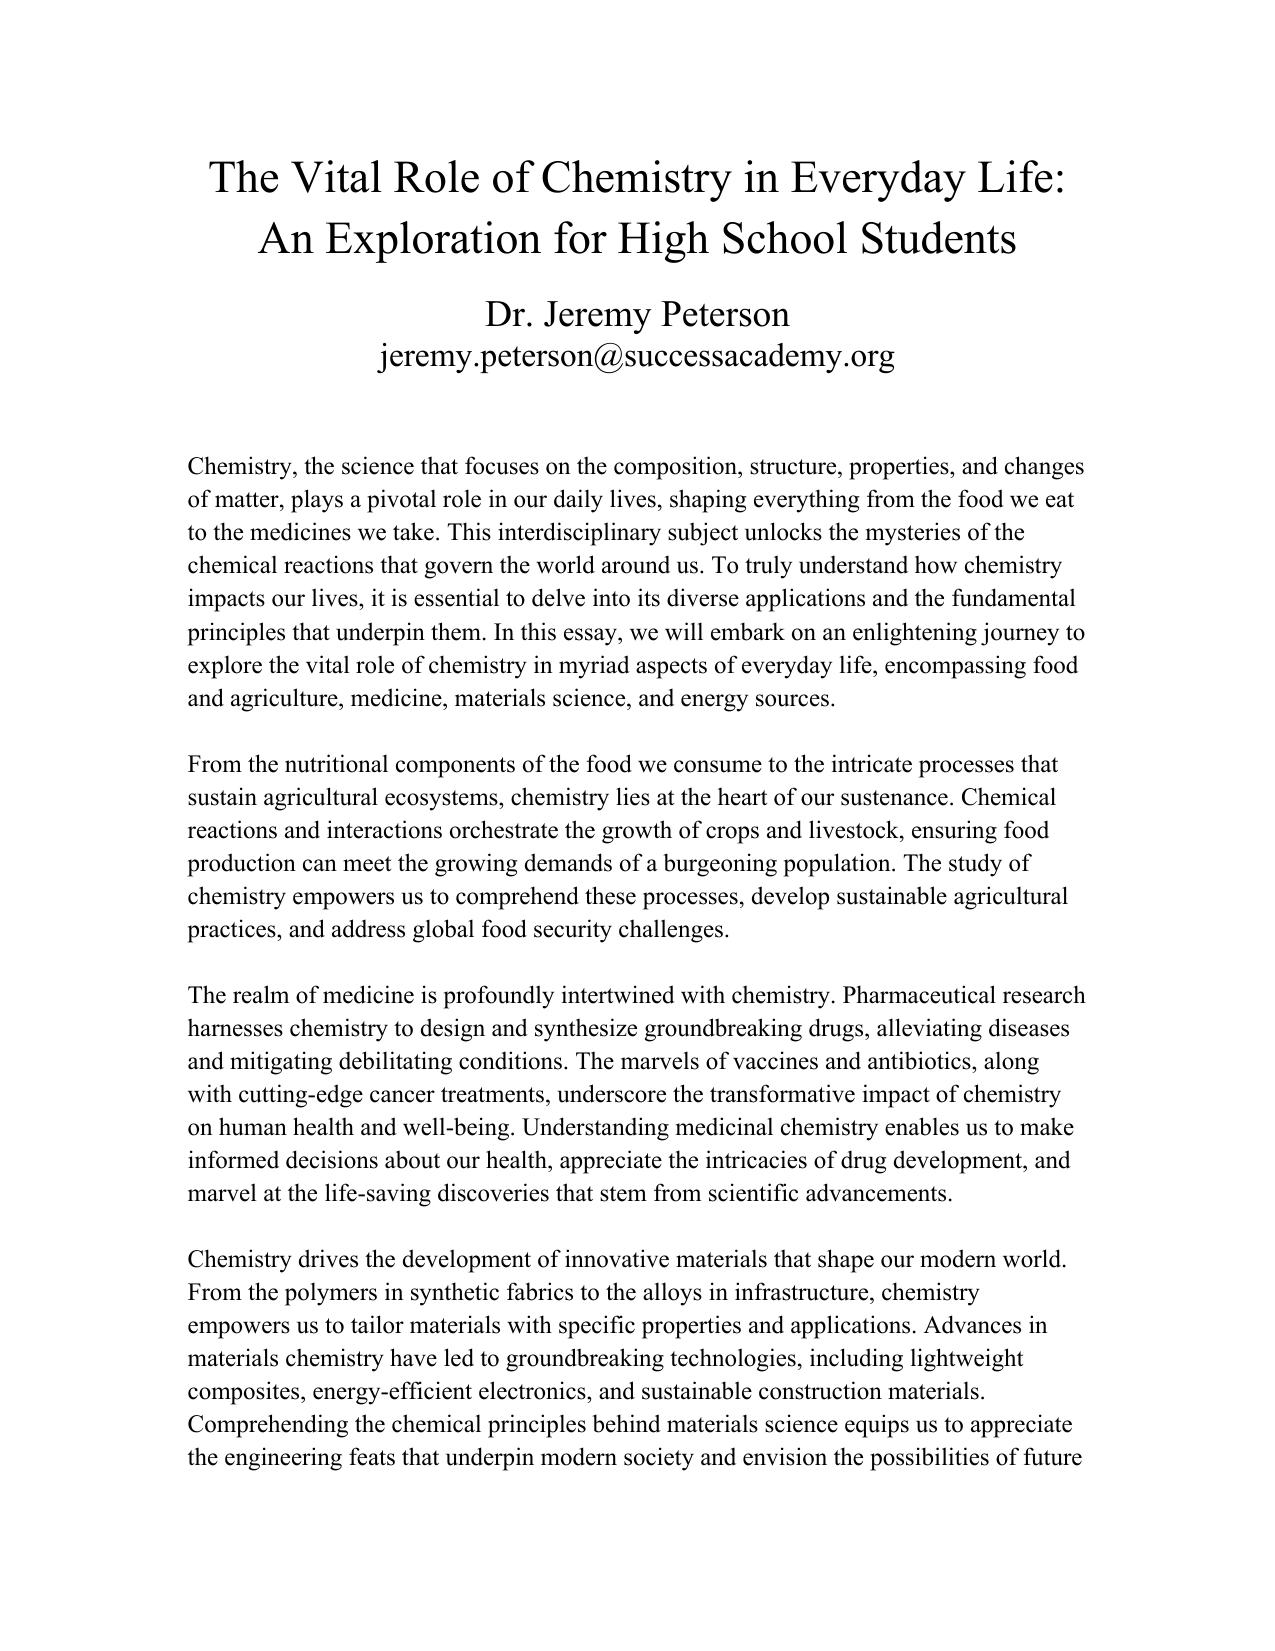 The Vital Role of Chemistry in Everyday Life:
An Exploration for High School Students
Dr. Jeremy Peterson
jeremy.peterson@successacademy.org
Chemistry, the science that focuses on the composition, structure, properties, and changes
of matter, plays a pivotal role in our daily lives, shaping everything from the food we eat
to the medicines we take. This interdisciplinary subject unlocks the mysteries of the
chemical reactions that govern the world around us. To truly understand how chemistry
impacts our lives, it is essential to delve into its diverse applications and the fundamental
principles that underpin them. In this essay, we will embark on an enlightening journey to
explore the vital role of chemistry in myriad aspects of everyday life, encompassing food
and agriculture, medicine, materials science, and energy sources.
From the nutritional components of the food we consume to the intricate processes that
sustain agricultural ecosystems, chemistry lies at the heart of our sustenance. Chemical
reactions and interactions orchestrate the growth of crops and livestock, ensuring food
production can meet the growing demands of a burgeoning population. The study of
chemistry empowers us to comprehend these processes, develop sustainable agricultural
practices, and address global food security challenges.
The realm of medicine is profoundly intertwined with chemistry. Pharmaceutical research
harnesses chemistry to design and synthesize groundbreaking drugs, alleviating diseases
and mitigating debilitating conditions. The marvels of vaccines and antibiotics, along
with cutting-edge cancer treatments, underscore the transformative impact of chemistry
on human health and well-being. Understanding medicinal chemistry enables us to make
informed decisions about our health, appreciate the intricacies of drug development, and
marvel at the life-saving discoveries that stem from scientific advancements.
Chemistry drives the development of innovative materials that shape our modern world.
From the polymers in synthetic fabrics to the alloys in infrastructure, chemistry
empowers us to tailor materials with specific properties and applications. Advances in
materials chemistry have led to groundbreaking technologies, including lightweight
composites, energy-efficient electronics, and sustainable construction materials.
Comprehending the chemical principles behind materials science equips us to appreciate
the engineering feats that underpin modern society and envision the possibilities of future